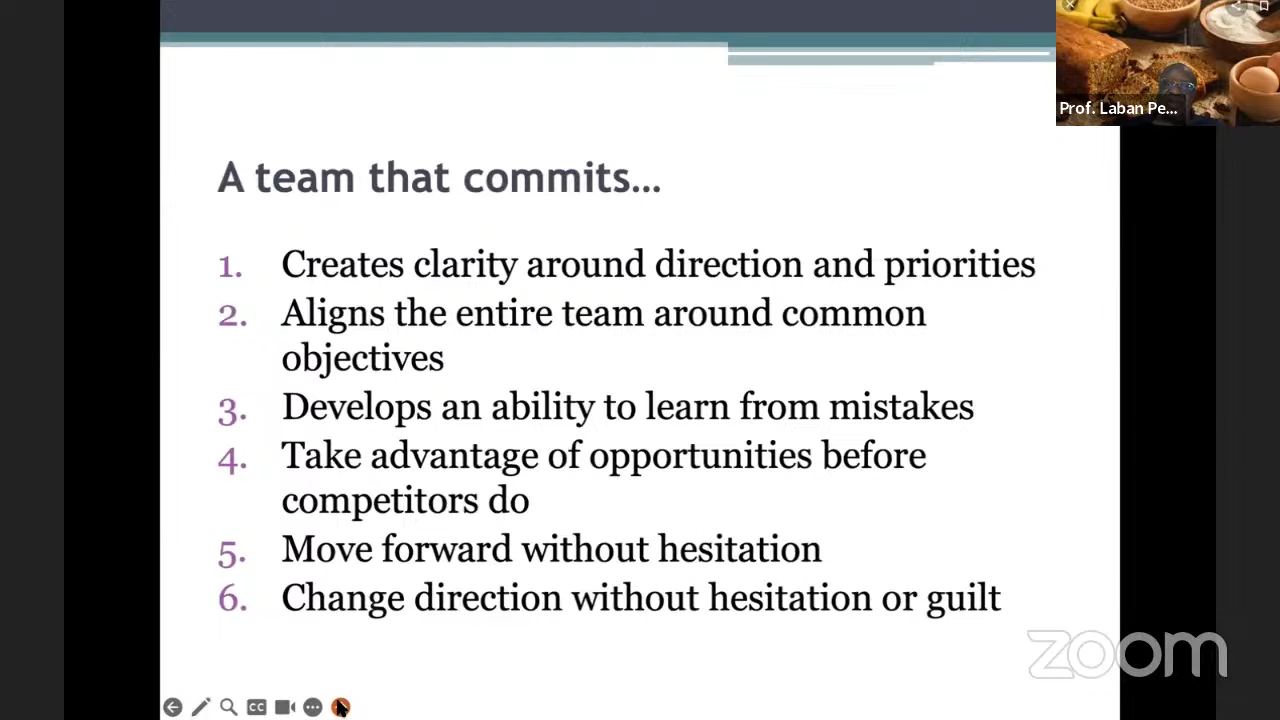 Prof. Laban Pe...
A team that commits...
1. Creates clarity around direction and priorities
2. Aligns the entire team around common
objectives
3. Develops an ability to learn from mistakes
4. Take advantage of opportunities before
competitors do
5. Move forward without hesitation
6. Change direction without hesitation or guilt
zoom
CC